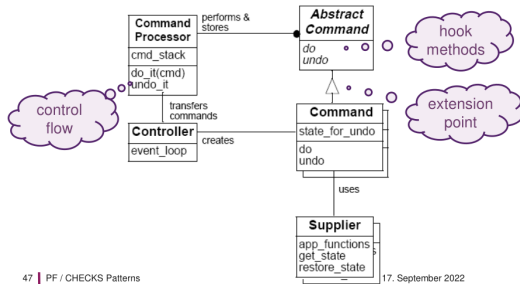 Command
Processor
cmd_stack
do_it(cmd)
undo_it
performs &
stores
Abstract
Command
do
undo
hook
methods
control
flow
transfers
commands
Controller
event_loop
creates
Command
state_for_undo
do
undo
extension
point
uses
Supplier
app_functions
get_state
restore_state
s
47 PF / CHECKS Patterns
17. September 2022